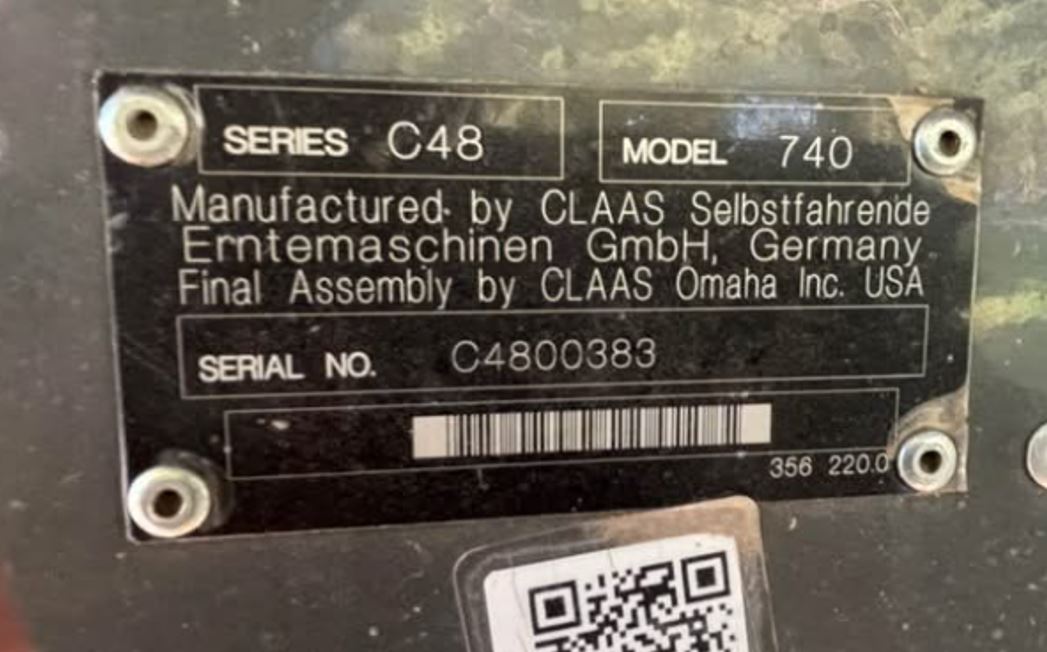 SERIES C48 MODEL 740
Manufactured by CLAAS Selbstfahrende
Erntemaschinen GmbH, Germany
Final Assembly by CLAAS Omaha Inc. USA
SERIAL NO. C4800383
356 220.0